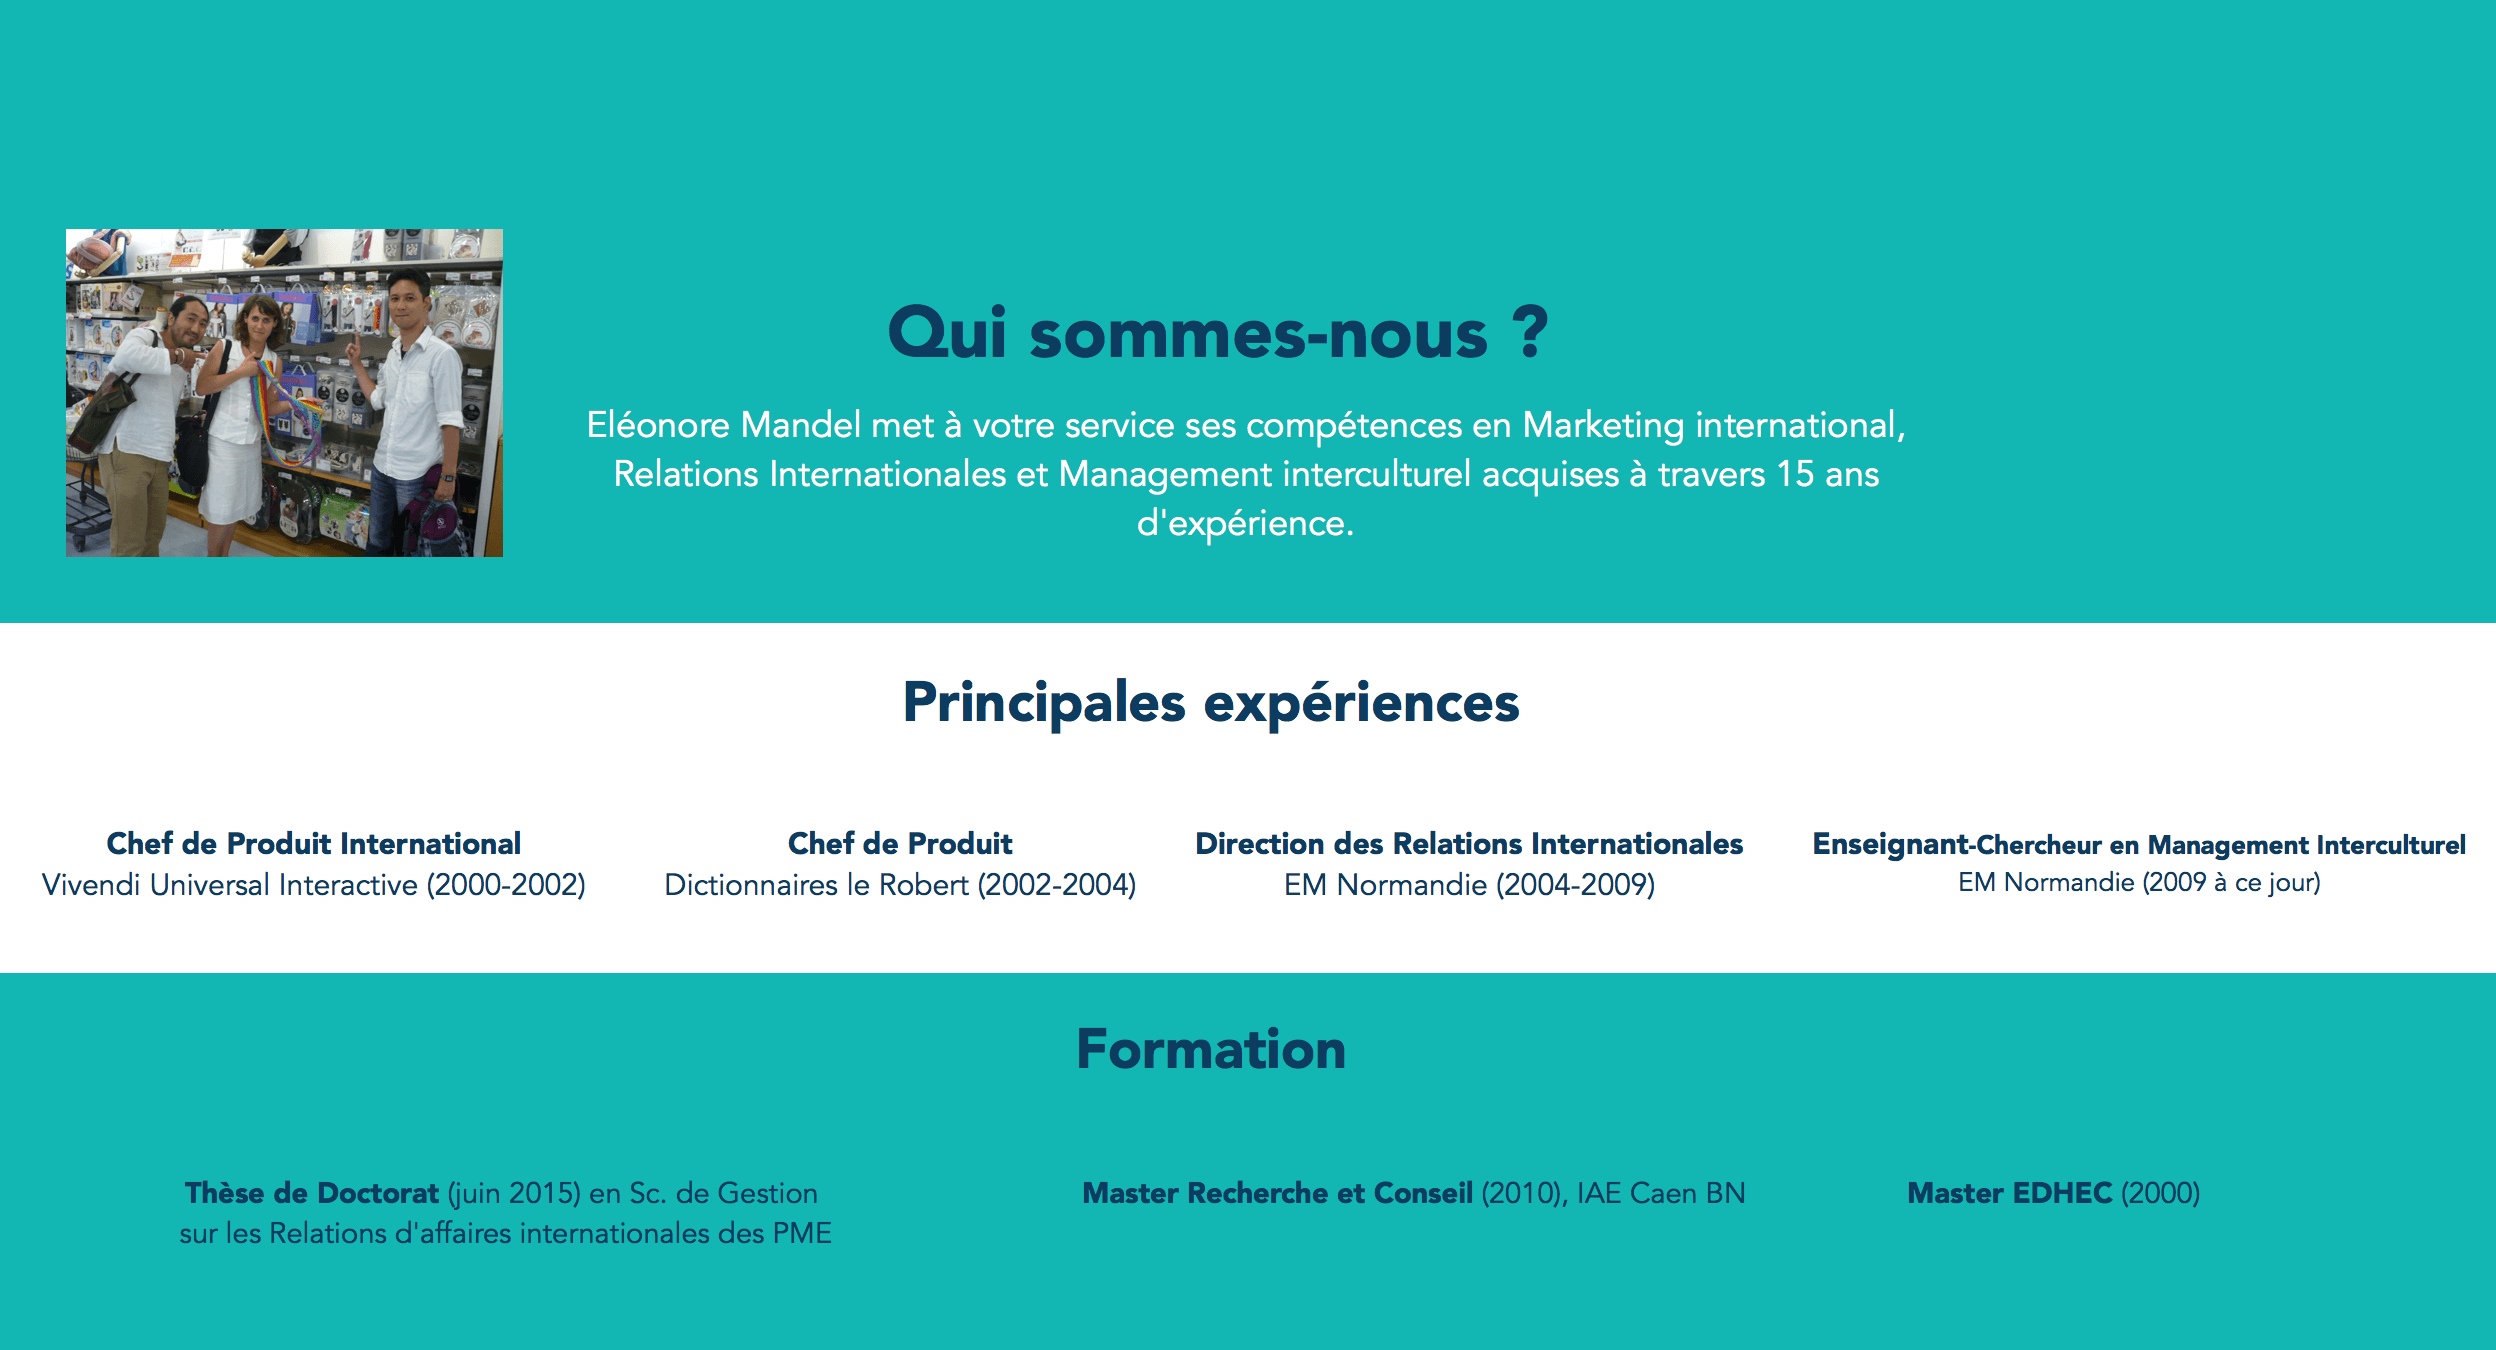 Qui sommes-nous ?
Eléonore Mandel met à votre service ses compétences en Marketing international,
Relations Internationales et Management interculturel acquises à travers 15 ans
d'expérience.
Principales expériences
Chef de Produit International
Vivendi Universal Interactive (2000-2002)
Chef de Produit
Dictionnaires le Robert (2002-2004)
Direction des Relations Internationales
EM Normandie (2004-2009)
Enseignant-Chercheur en Management Interculturel
EM Normandie (2009 à ce jour)
Formation
Thèse de Doctorat (juin 2015) en Sc. de Gestion
sur les Relations d'affaires internationales des PME
Master Recherche et Conseil (2010), IAE Caen BN
Master EDHEC (2000)